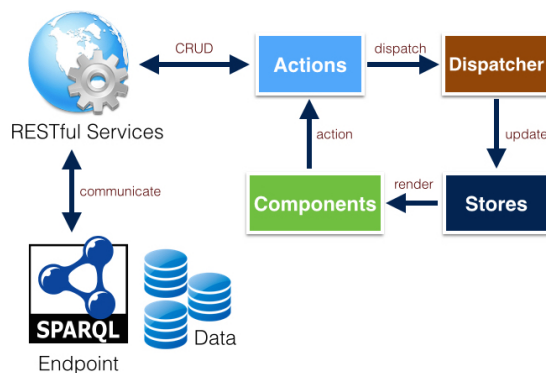 CRUD
Actions
dispatch
Dispatcher
RESTful Services
action
update
communicate
Components
render
Stores
SPARQL
Data
Endpoint